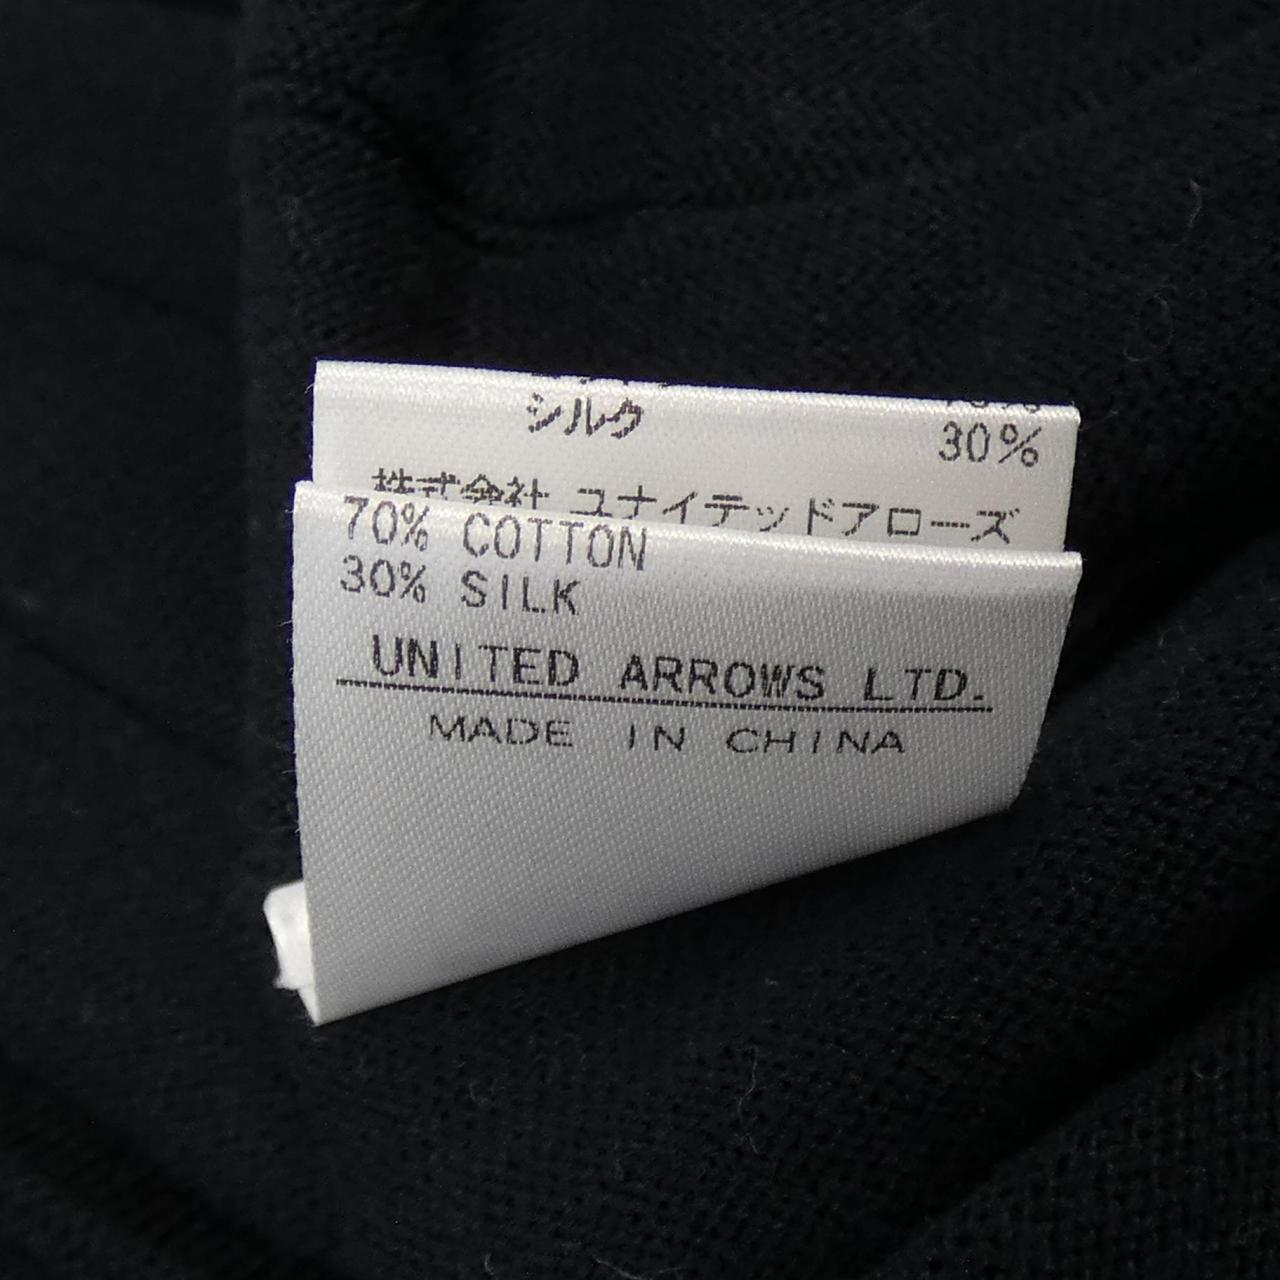 シルク 30%
株式会社 ユナイテッドアローズ
70% COTTON
30% SILK
UNITED ARROWS LTD.
MADE IN CHINA